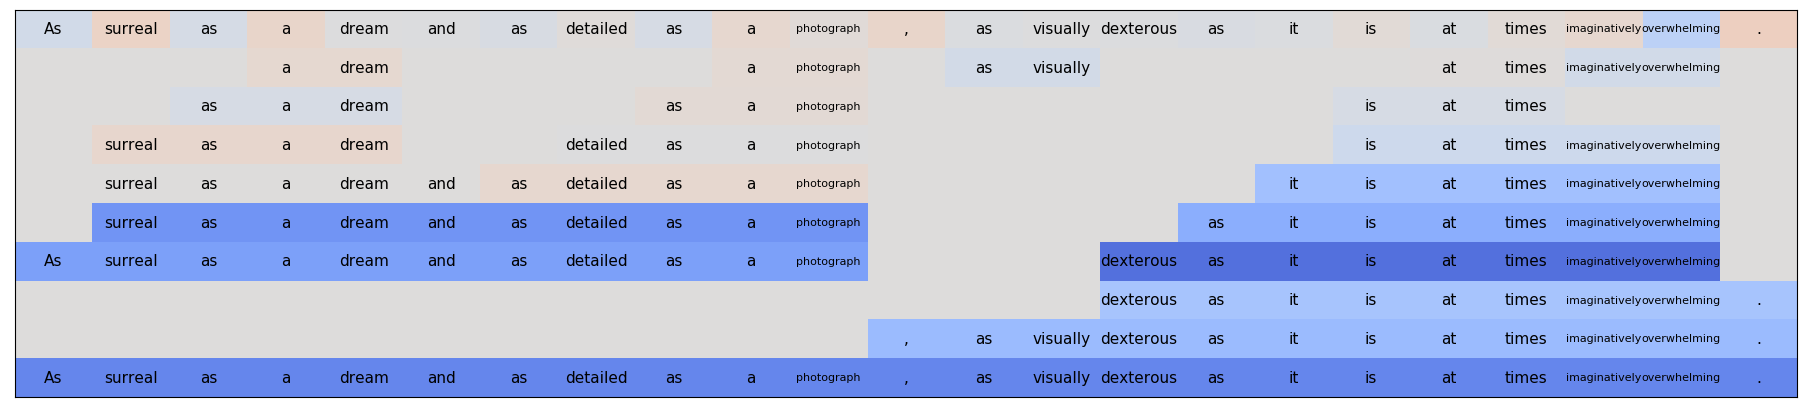 As surreal as a dream and as detailed as a photograph , as visually dexterous as it is at times imaginatively overwhelming .
a dream a photograph as visually at times imaginatively overwhelming
as a dream as a photograph is at times
surreal as a dream detailed as a photograph is at times imaginatively overwhelming
surreal as a dream and as detailed as a photograph it is at times imaginatively overwhelming
surreal as a dream and as detailed as a photograph as it is at times imaginatively overwhelming
As surreal as a dream and as detailed as a photograph dexterous as it is at times imaginatively overwhelming
dexterous as it is at times imaginatively overwhelming .
, as visually dexterous as it is at times imaginatively overwhelming .
As surreal as a dream and as detailed as a photograph , as visually dexterous as it is at times imaginatively overwhelming .